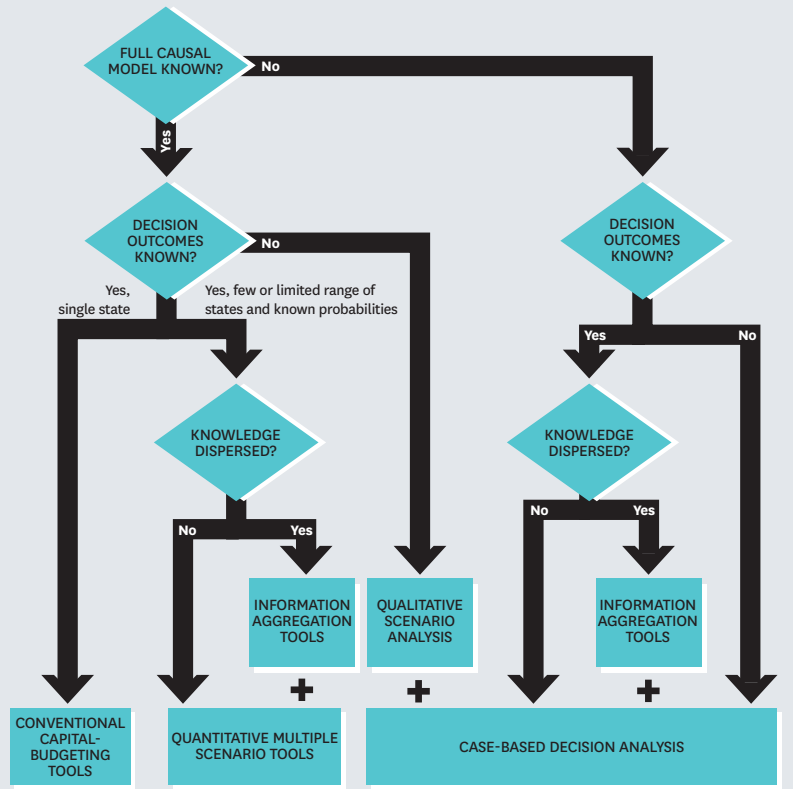 FULL CAUSAL
MODEL KNOWN?
No
Yes
DECISION
OUTCOMES
KNOWN?
No
DECISION
OUTCOMES
KNOWN?
Yes,
single state
Yes, few or limited range of
states and known probabilities
Yes
No
KNOWLEDGE
DISPERSED?
KNOWLEDGE
DISPERSED?
No
Yes
No
Yes
INFORMATION
AGGREGATION
TOOLS
QUALITATIVE
SCENARIO
ANALYSIS
INFORMATION
AGGREGATION
TOOLS
+
+
+
CONVENTIONAL
CAPITAL-
BUDGETING
TOOLS
QUANTITATIVE MULTIPLE
SCENARIO TOOLS
CASE-BASED DECISION ANALYSIS